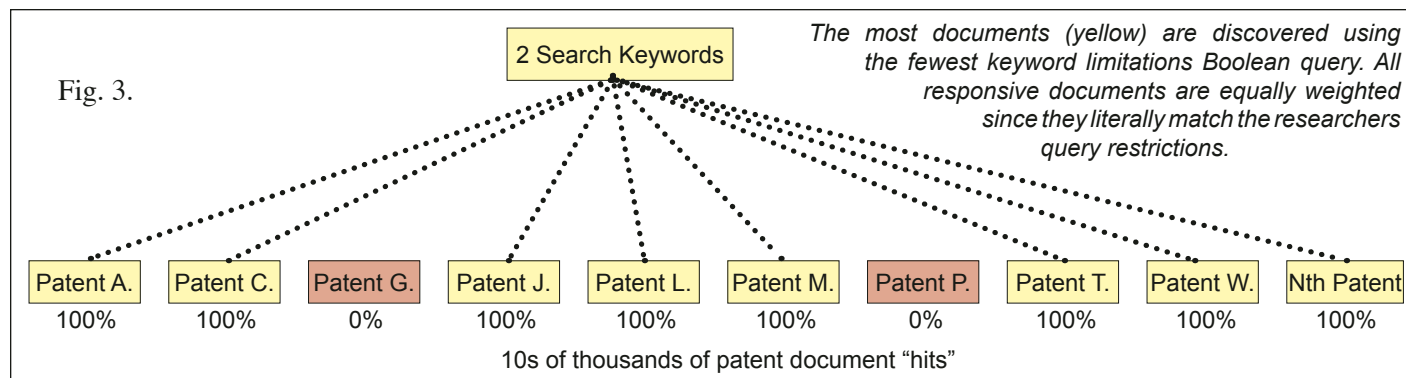 2 Search Keywords
The most documents (yellow) are discovered using
the fewest keyword limitations Boolean query. All
responsive documents are equally weighted
since they literally match the researchers
query restrictions.
Fig. 3.
Patent A. Patent C. Patent G. Patent J. Patent L. Patent M. Patent P. Patent T. Patent W. Nth Patent
100% 100% 0% 100% 100% 100% 0% 100% 100% 100%
10s of thousands of patent document “hits”